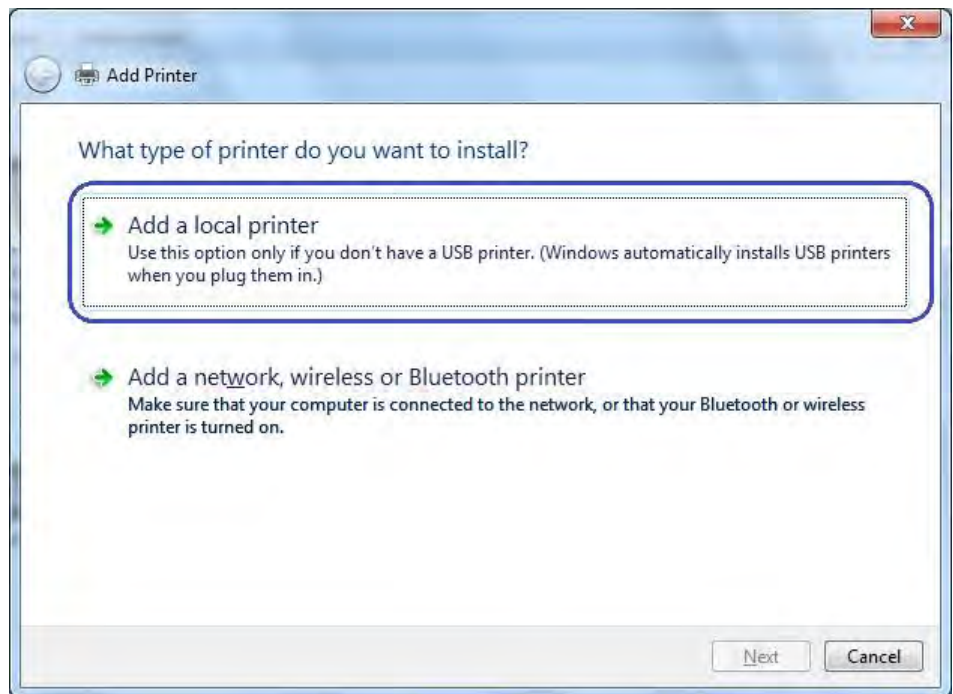 Add Printer
What type of printer do you want to install?
Add a local printer
Use this option only if you don't have a USB printer. (Windows automatically installs USB printers
when you plug them in.)
Add a network, wireless or Bluetooth printer
Make sure that your computer is connected to the network, or that your Bluetooth or wireless
printer is turned on.
Next Cancel